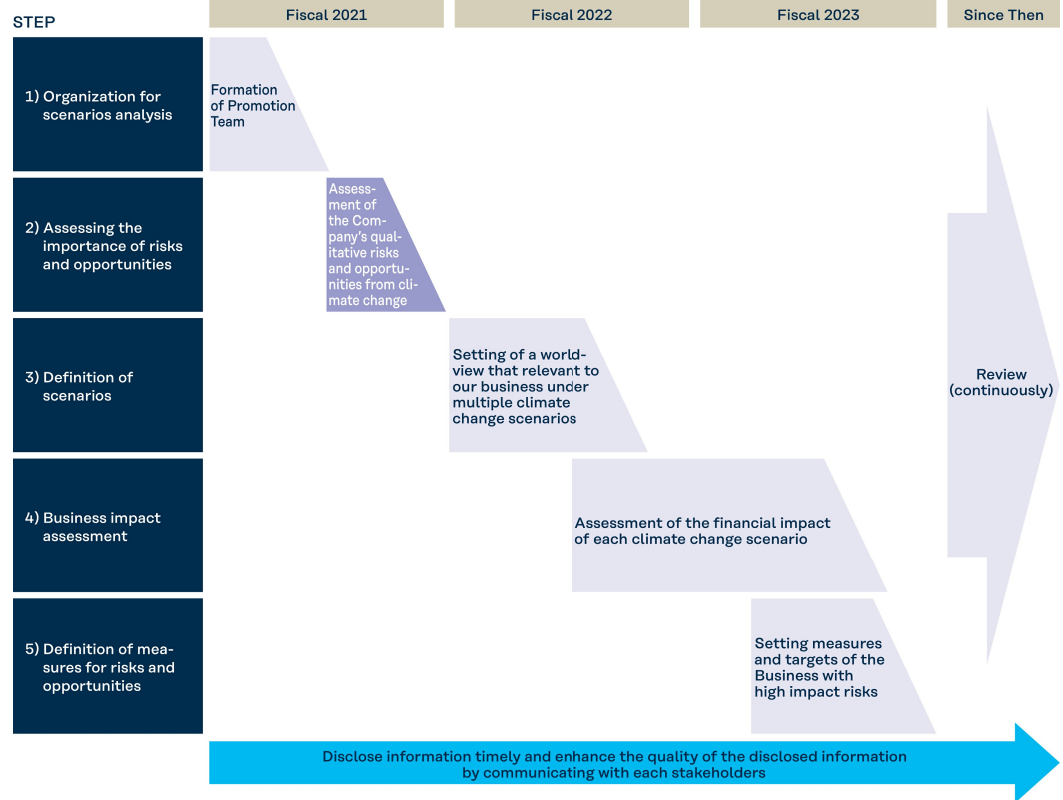 STEP
Fiscal 2021
Fiscal 2022
Fiscal 2023
Since Then
1) Organization for
scenarios analysis
Formation
of Promotion
Team
2) Assessing the
importance of risks
and opportunities
Assess-
ment of
the Com-
pany's qual-
itative risks
and opportu-
nities from cli-
mate change
3) Definition of
scenarios
Setting of a world-
view that relevant to
our business under
multiple climate
change scenarios
4) Business impact
assessment
Assessment of the financial impact
of each climate change scenario
5) Definition of mea-
sures for risks and
opportunities
Setting measures
and targets of the
Business with
high impact risks
Review
(continuously)
Disclose information timely and enhance the quality of the disclosed information
by communicating with each stakeholders